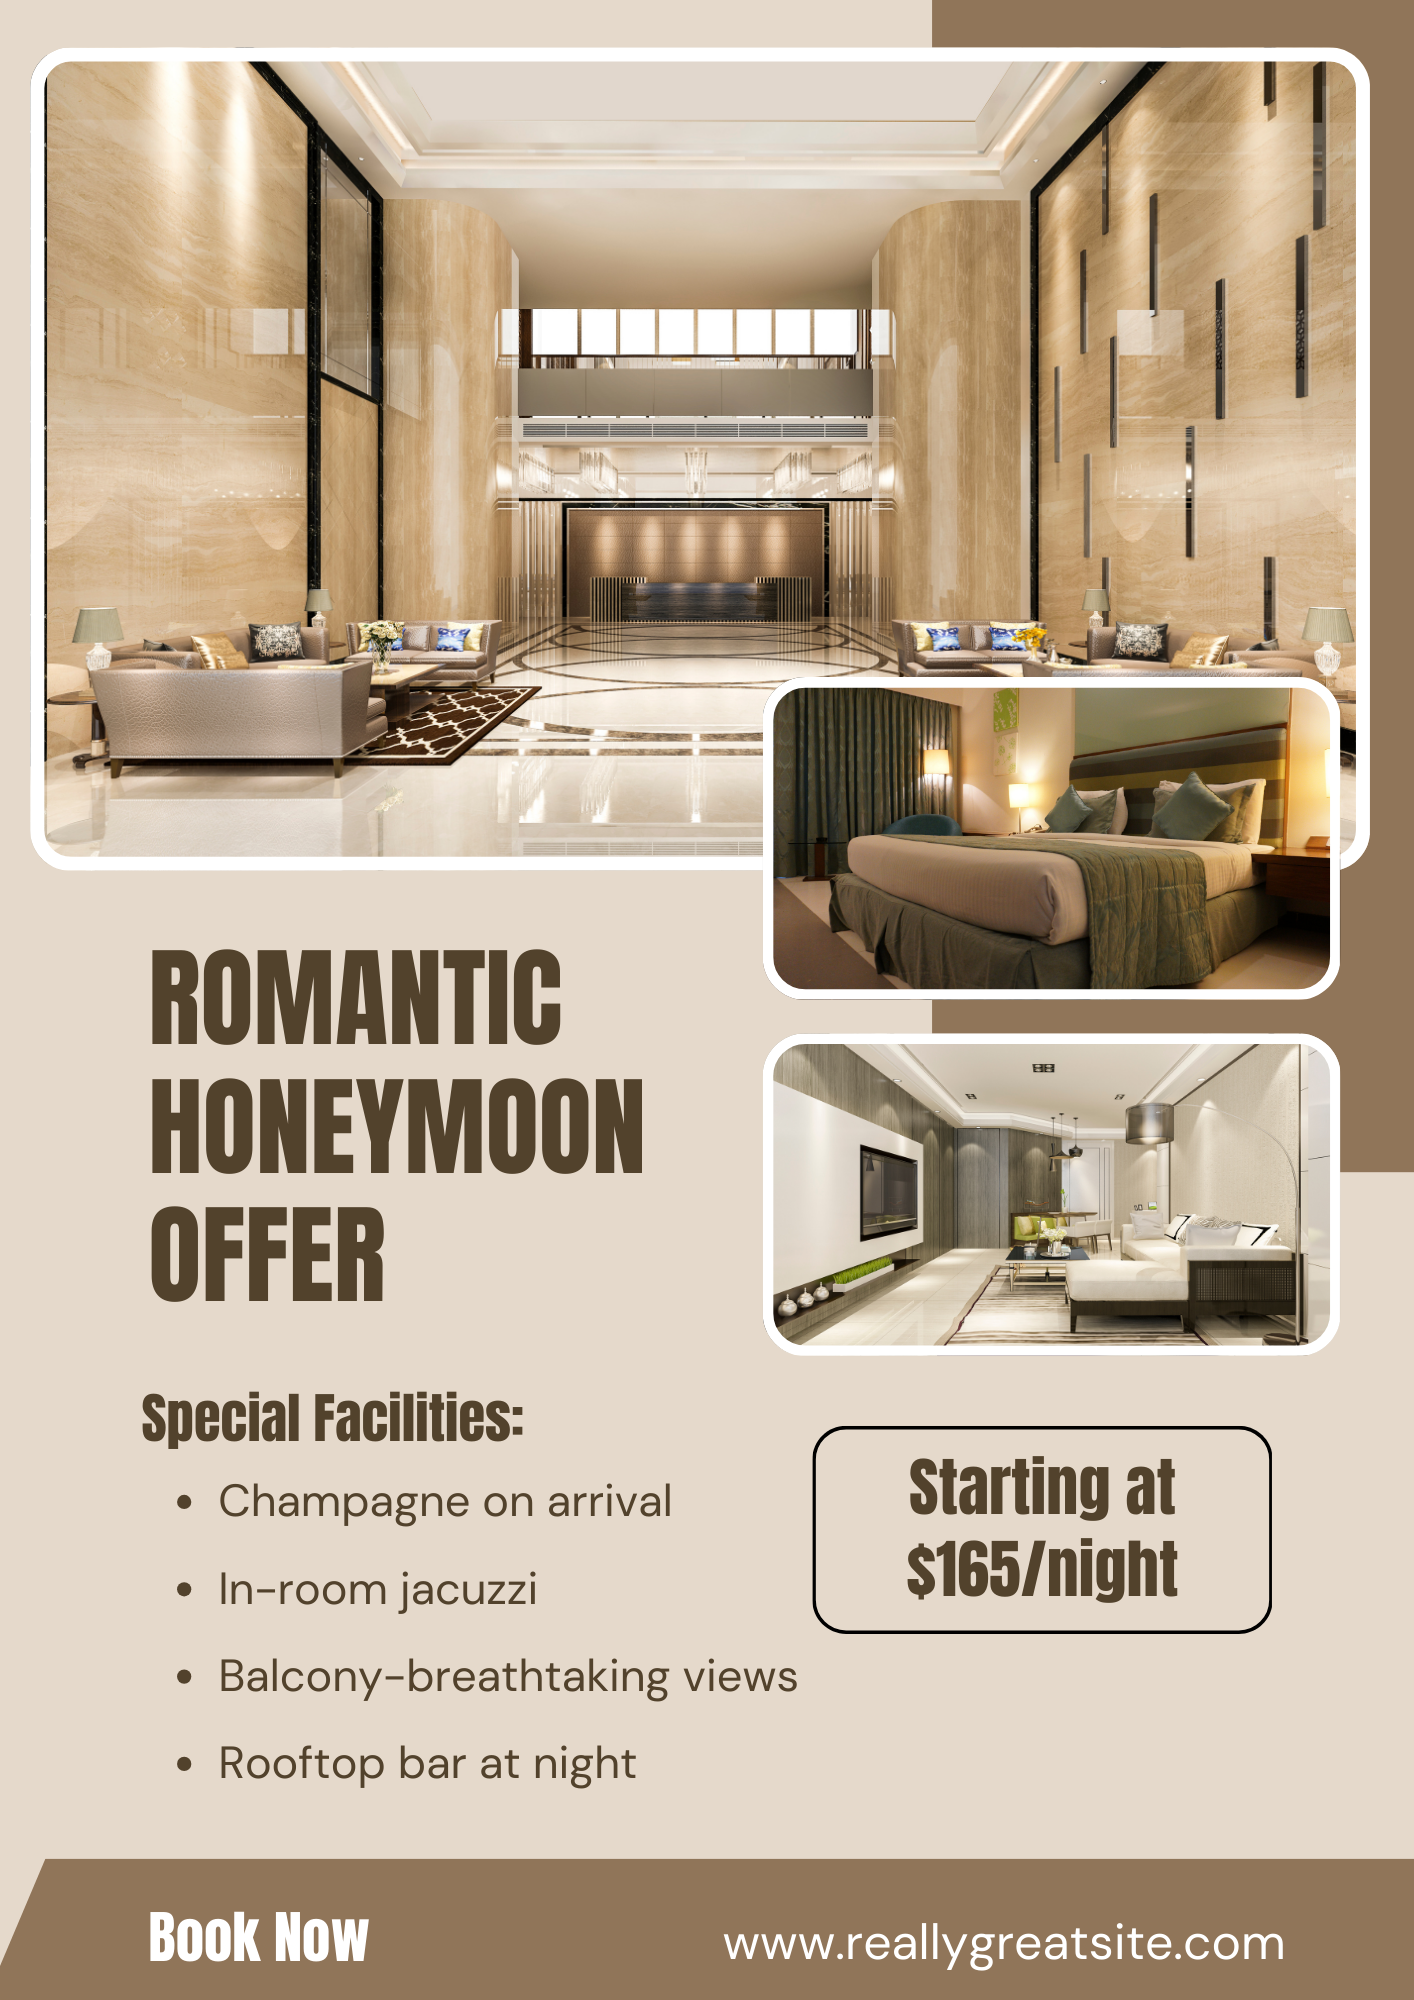 ROMANTIC
HONEYMOON
OFFER
Special Facilities:
Champagne on arrival
In-room jacuzzi
Balcony-breathtaking views
Rooftop bar at night
Starting at
$165/night
Book Now
www.reallygreatsite.com